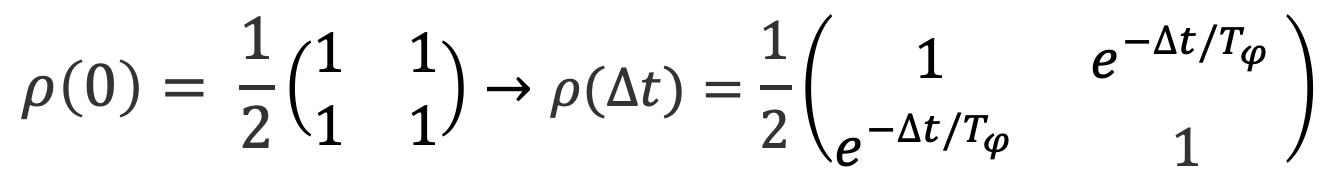 ρ(0) = 1/2 (1 1 1 1) → ρ(Δt) = 1/2 (1 e^{−Δt/T_φ} e^{−Δt/T_φ} 1)